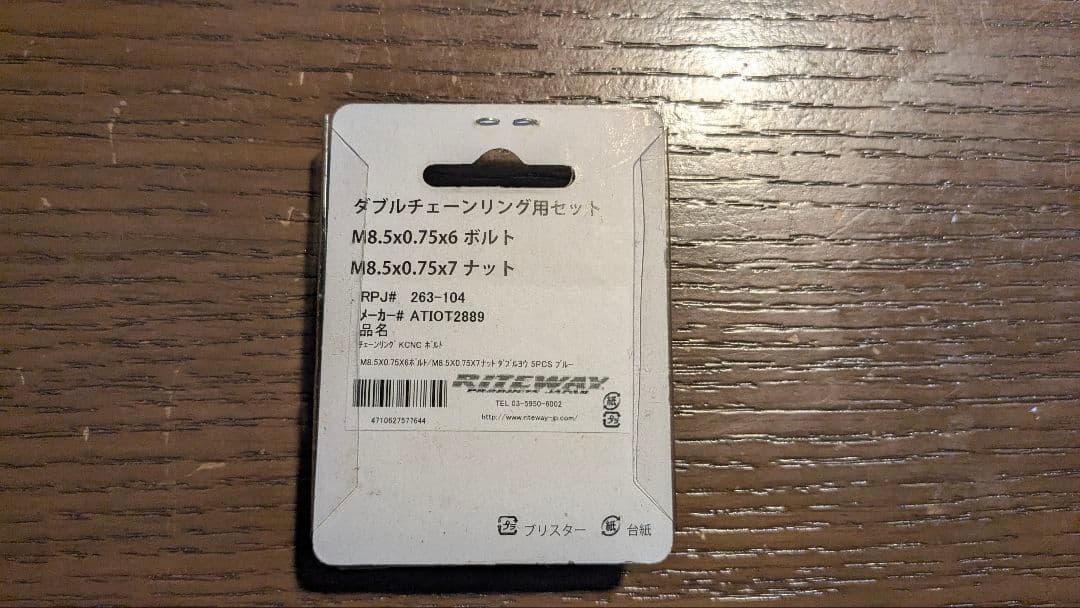 ダブルチェーンリング用セット
M8.5x0.75x6 ボルト
M8.5x0.75x7 ナット
RPJ# 263-104
メーカー# ATIOT2889
品名
ﾁｪｰﾝﾘﾝｸﾞ KCNC ﾎﾞﾙﾄ
M8.5X0.75X6ﾎﾞﾙﾄ/M8.5X0.75X7ﾅｯﾄ ﾀﾞﾌﾞﾙﾖｳ 5PCS ﾌﾞﾙｰ
RITEWAY
TEL 03-5950-6002
紙
4710627577644
http://www.riteway-jp.com/
プラ
プラ ブリスター 紙 台紙